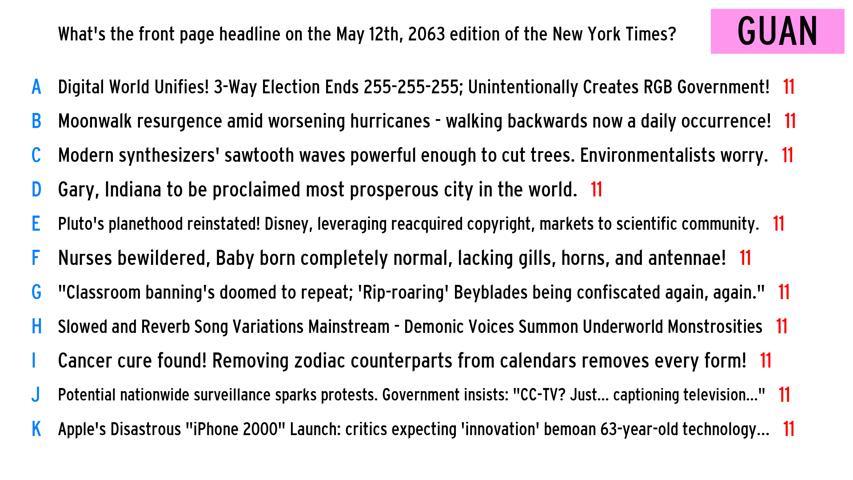 What's the front page headline on the May 12th, 2063 edition of the New York Times?
GUAN
A Digital World Unifies! 3-Way Election Ends 255-255-255; Unintentionally Creates RGB Government! 11
B Moonwalk resurgence amid worsening hurricanes - walking backwards now a daily occurrence! 11
C Modern synthesizers' sawtooth waves powerful enough to cut trees. Environmentalists worry. 11
D Gary, Indiana to be proclaimed most prosperous city in the world. 11
E Pluto's planethood reinstated! Disney, leveraging reacquired copyright, markets to scientific community. 11
F Nurses bewildered, Baby born completely normal, lacking gills, horns, and antennae! 11
G "Classroom banning's doomed to repeat; 'Rip-roaring' Beyblades being confiscated again, again." 11
H Slowed and Reverb Song Variations Mainstream - Demonic Voices Summon Underworld Monstrosities 11
I Cancer cure found! Removing zodiac counterparts from calendars removes every form! 11
J Potential nationwide surveillance sparks protests. Government insists: "CC-TV? Just... captioning television..." 11
K Apple's Disastrous "iPhone 2000" Launch: critics expecting 'innovation' bemoan 63-year-old technology... 11